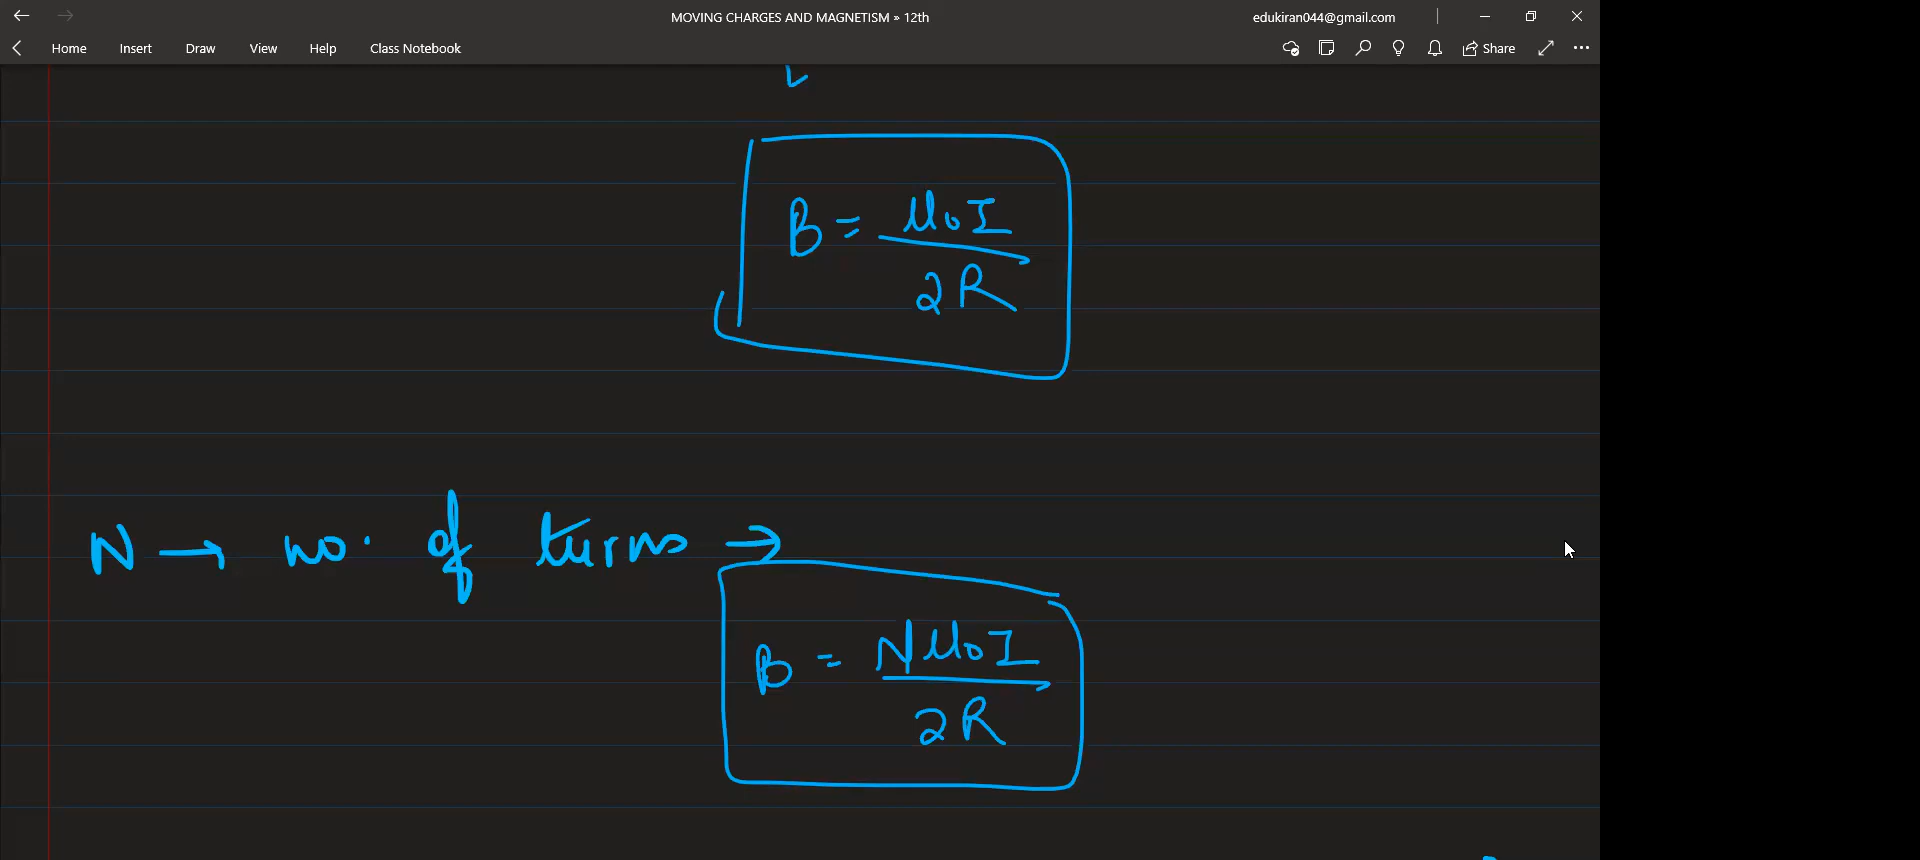 MOVING CHARGES AND MAGNETISM » 12th
edukiran044@gmail.com
Home Insert Draw View Help Class Notebook
Share
B = μ₀I / 2R
N → no. of turns →
B = Nμ₀I / 2R